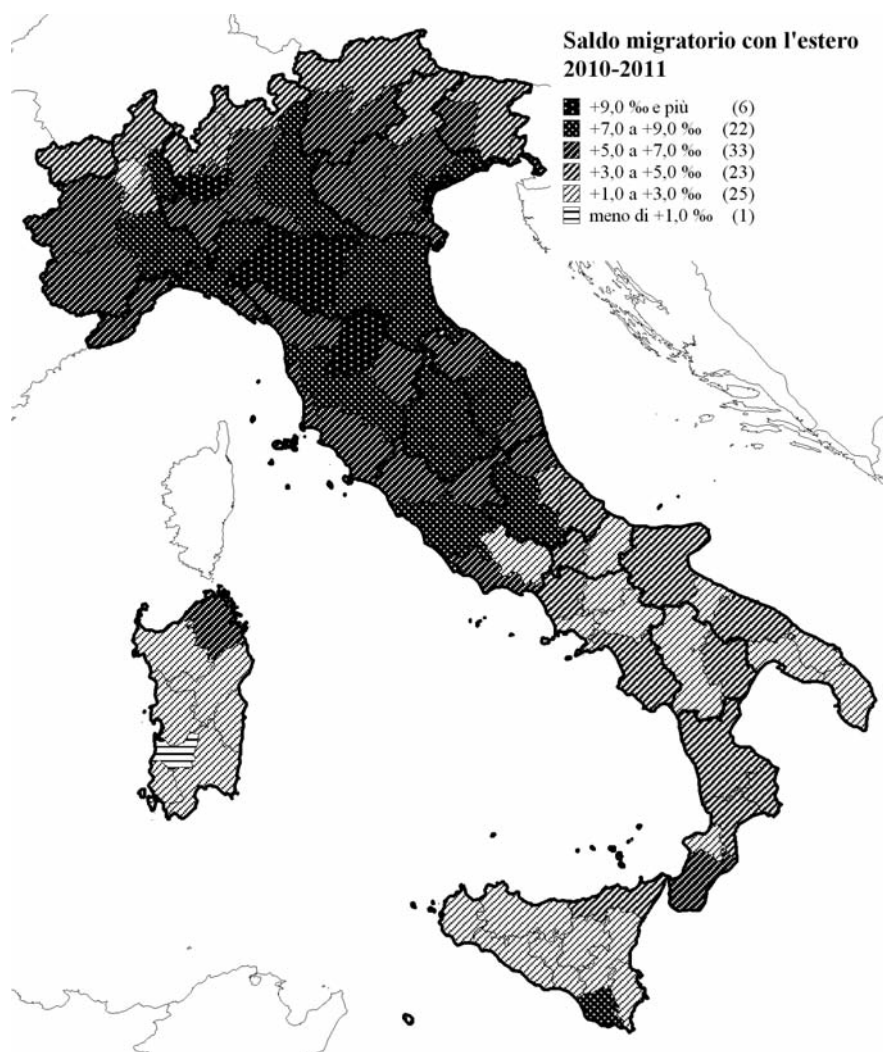 Saldo migratorio con l'estero
2010-2011
+9,0 ‰ e più (6)
+7,0 a +9,0 ‰ (22)
+5,0 a +7,0 ‰ (33)
+3,0 a +5,0 ‰ (23)
+1,0 a +3,0 ‰ (25)
meno di +1,0 ‰ (1)